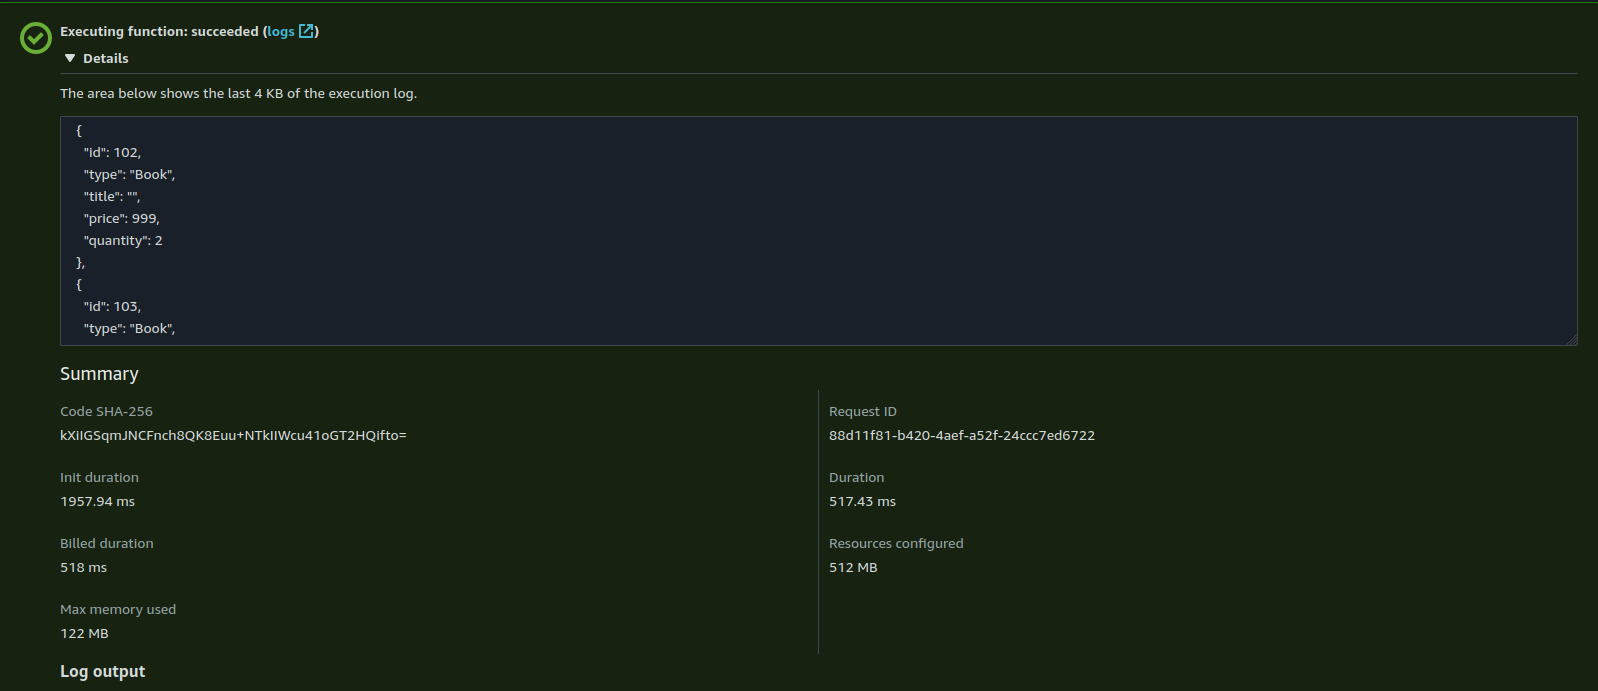 Executing function: succeeded (logs)
Details
The area below shows the last 4 KB of the execution log.
{
"id": 102,
"type": "Book",
"title": "",
"price": 999,
"quantity": 2
},
{
"id": 103,
"type": "Book",
Summary
Code SHA-256
kXiIGSqmJNCFnch8QK8Euu+NTkIIWcu41oGT2HQifto=
Init duration
1957.94 ms
Billed duration
518 ms
Max memory used
122 MB
Request ID
88d11f81-b420-4aef-a52f-24ccc7ed6722
Duration
517.43 ms
Resources configured
512 MB
Log output